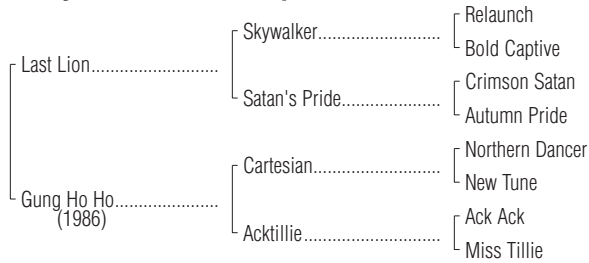 Relaunch
Skywalker.............................
Bold Captive
Last Lion..............................
Crimson Satan
Satan's Pride.......................
Autumn Pride
Northern Dancer
Cartesian..............................
New Tune
Gung Ho Ho........................
(1986)
Ack Ack
Acktillie................................
Miss Tillie